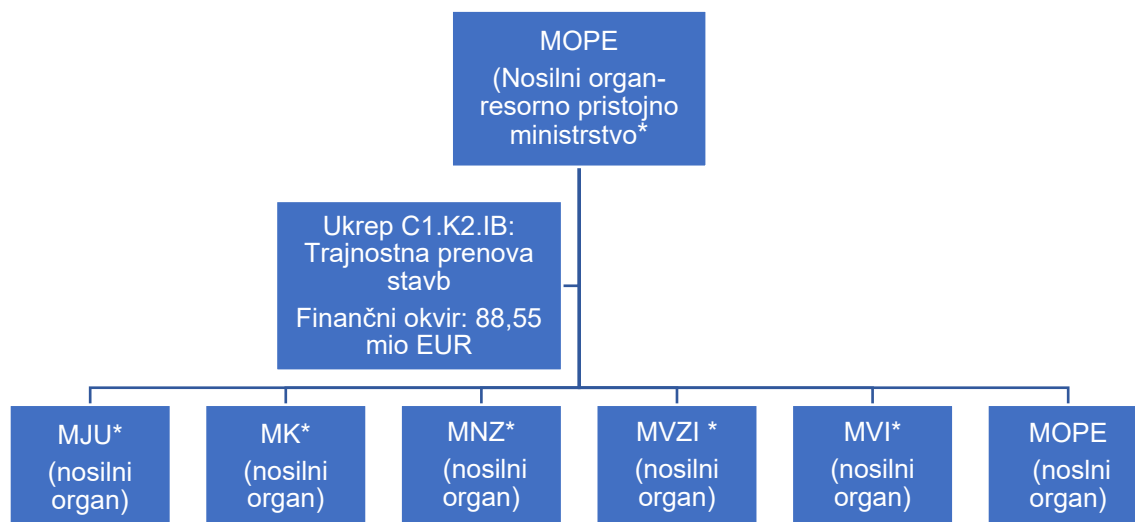 MOPE
(Nosilni organ-
resorno pristojno
ministrstvo*
Ukrep C1.K2.IB:
Trajnostna prenova
stavb
Finančni okvir: 88,55
mio EUR
MJU*
(nosilni
organ)
MK*
(nosilni
organ)
MNZ*
(nosilni
organ)
MVZI *
(nosilni
organ)
MVI*
(nosilni
organ)
MOPE
(noslni
organ)